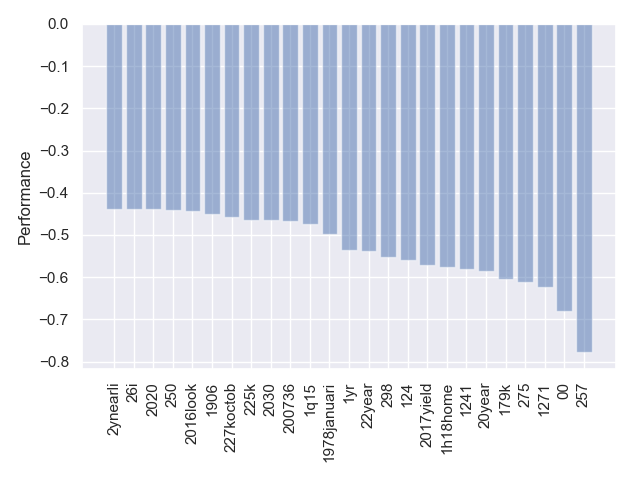 0.0
−0.1
−0.2
−0.3
−0.4
−0.5
−0.6
−0.7
−0.8
Performance
2ynearli
26i
2020
250
2016look
1906
227koctob
225k
2030
200736
1q15
1978januari
1yr
22year
298
124
2017yield
1h18home
1241
20year
179k
275
1271
00
257